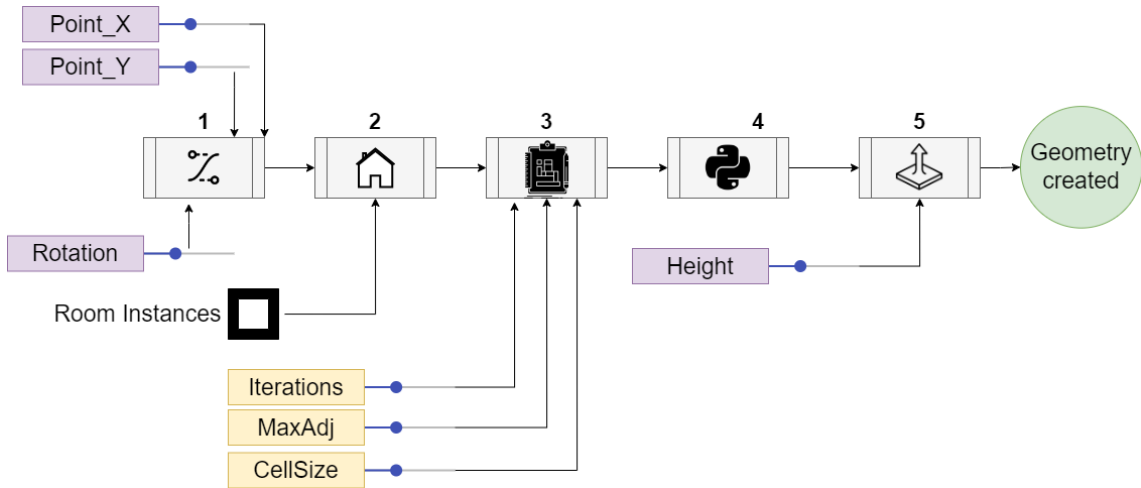 Point_X
Point_Y
1
2
3
4
5
Geometry
created
Rotation
Height
Room Instances
Iterations
MaxAdj
CellSize